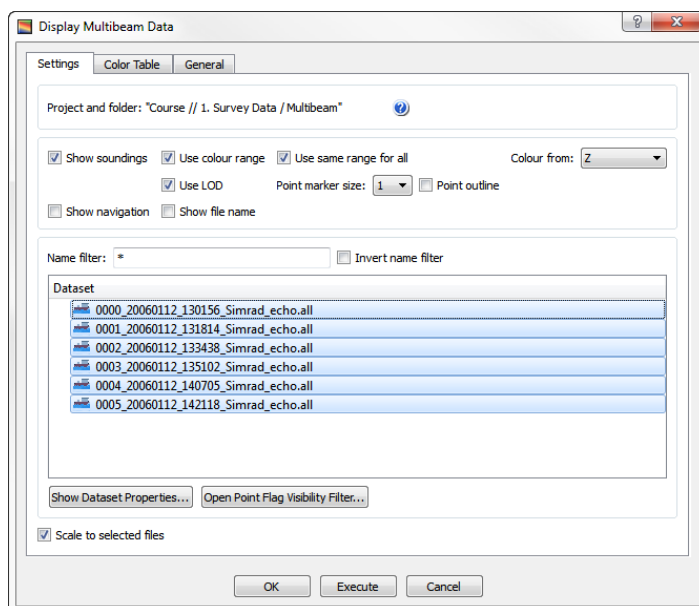 Display Multibeam Data
Settings Color Table General
Project and folder: "Course // 1. Survey Data / Multibeam"
Show soundings Use colour range Use same range for all Colour from: Z
Use LOD Point marker size: 1 Point outline
Show navigation Show file name
Name filter: * Invert name filter
Dataset
0000_20060112_130156_Simrad_echo.all
0001_20060112_131814_Simrad_echo.all
0002_20060112_133438_Simrad_echo.all
0003_20060112_135102_Simrad_echo.all
0004_20060112_140705_Simrad_echo.all
0005_20060112_142118_Simrad_echo.all
Show Dataset Properties... Open Point Flag Visibility Filter...
Scale to selected files
OK Execute Cancel